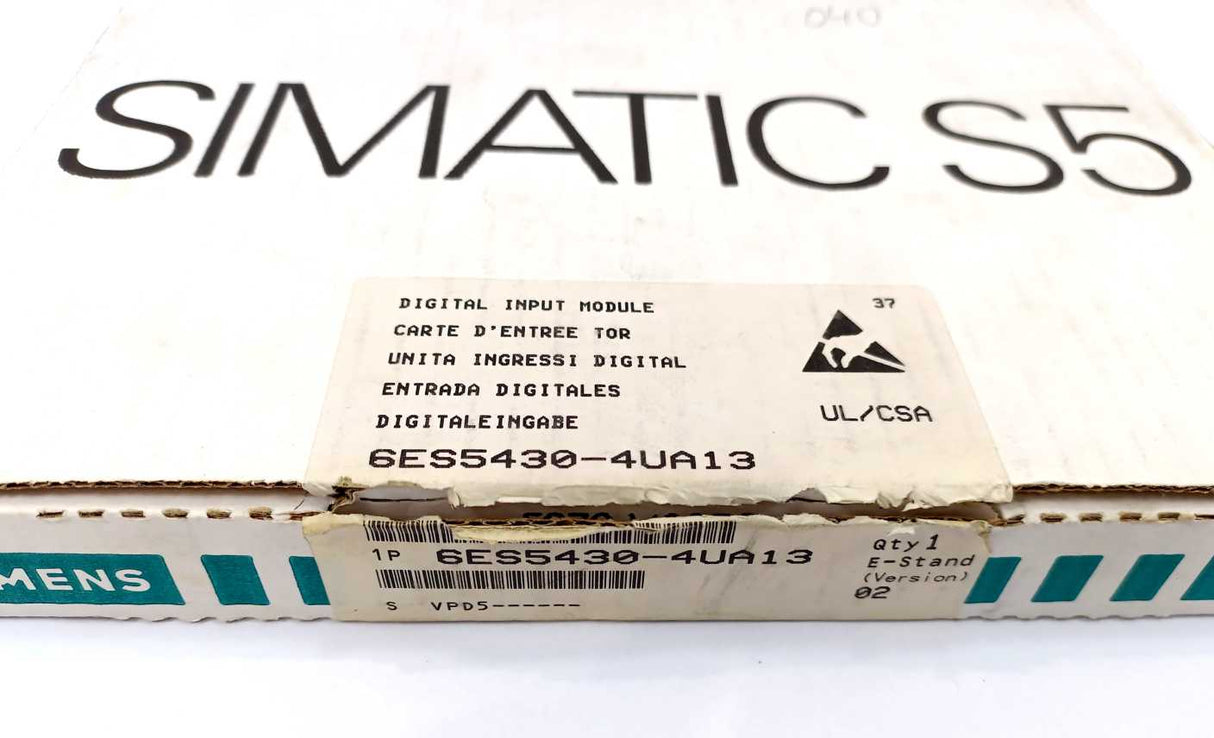 040
SIMATIC S5
DIGITAL INPUT MODULE
37
CARTE D'ENTREE TOR
UNITA INGRESSI DIGITAL
ENTRADA DIGITALES
DIGITALEINGABE
UL/CSA
6ES5430-4UA13
1P 6ES5430-4UA13
Qty 1
E-Stand
(Version)
02
S VPD5------
MENS